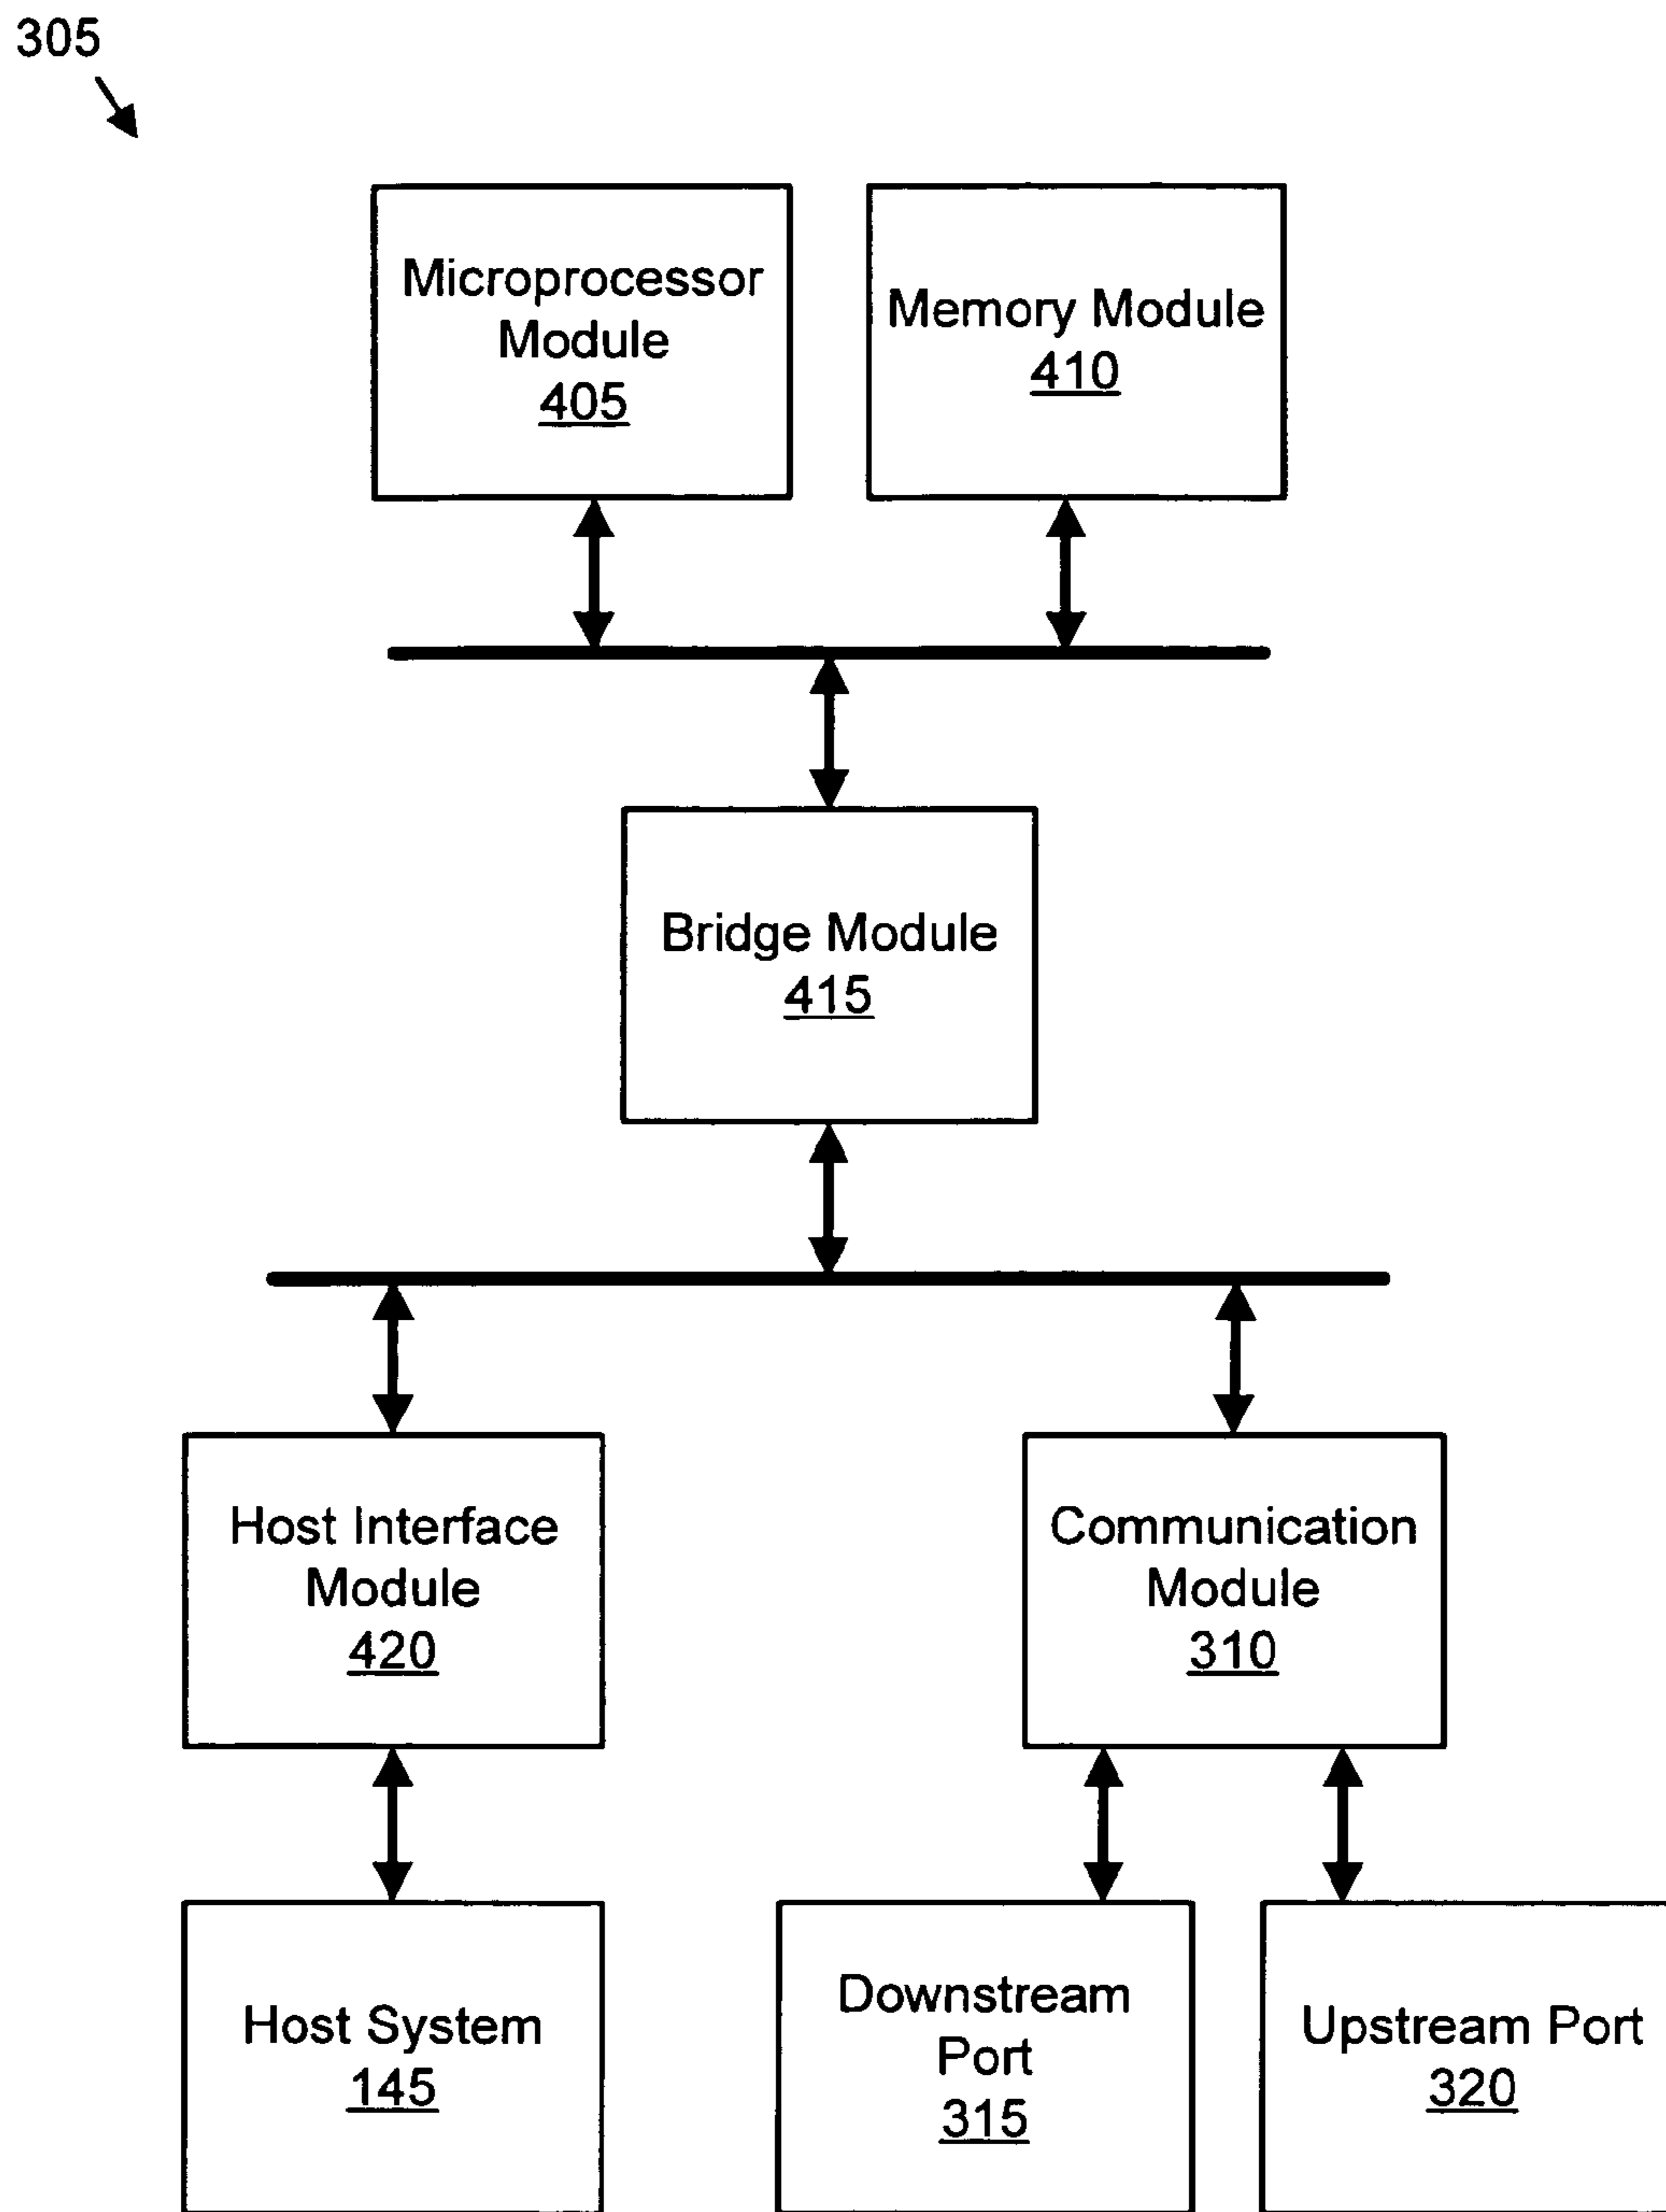 305
Microprocessor
Module
405
Memory Module
410
Bridge Module
415
Host Interface
Module
420
Communication
Module
310
Host System
145
Downstream
Port
315
Upstream Port
320